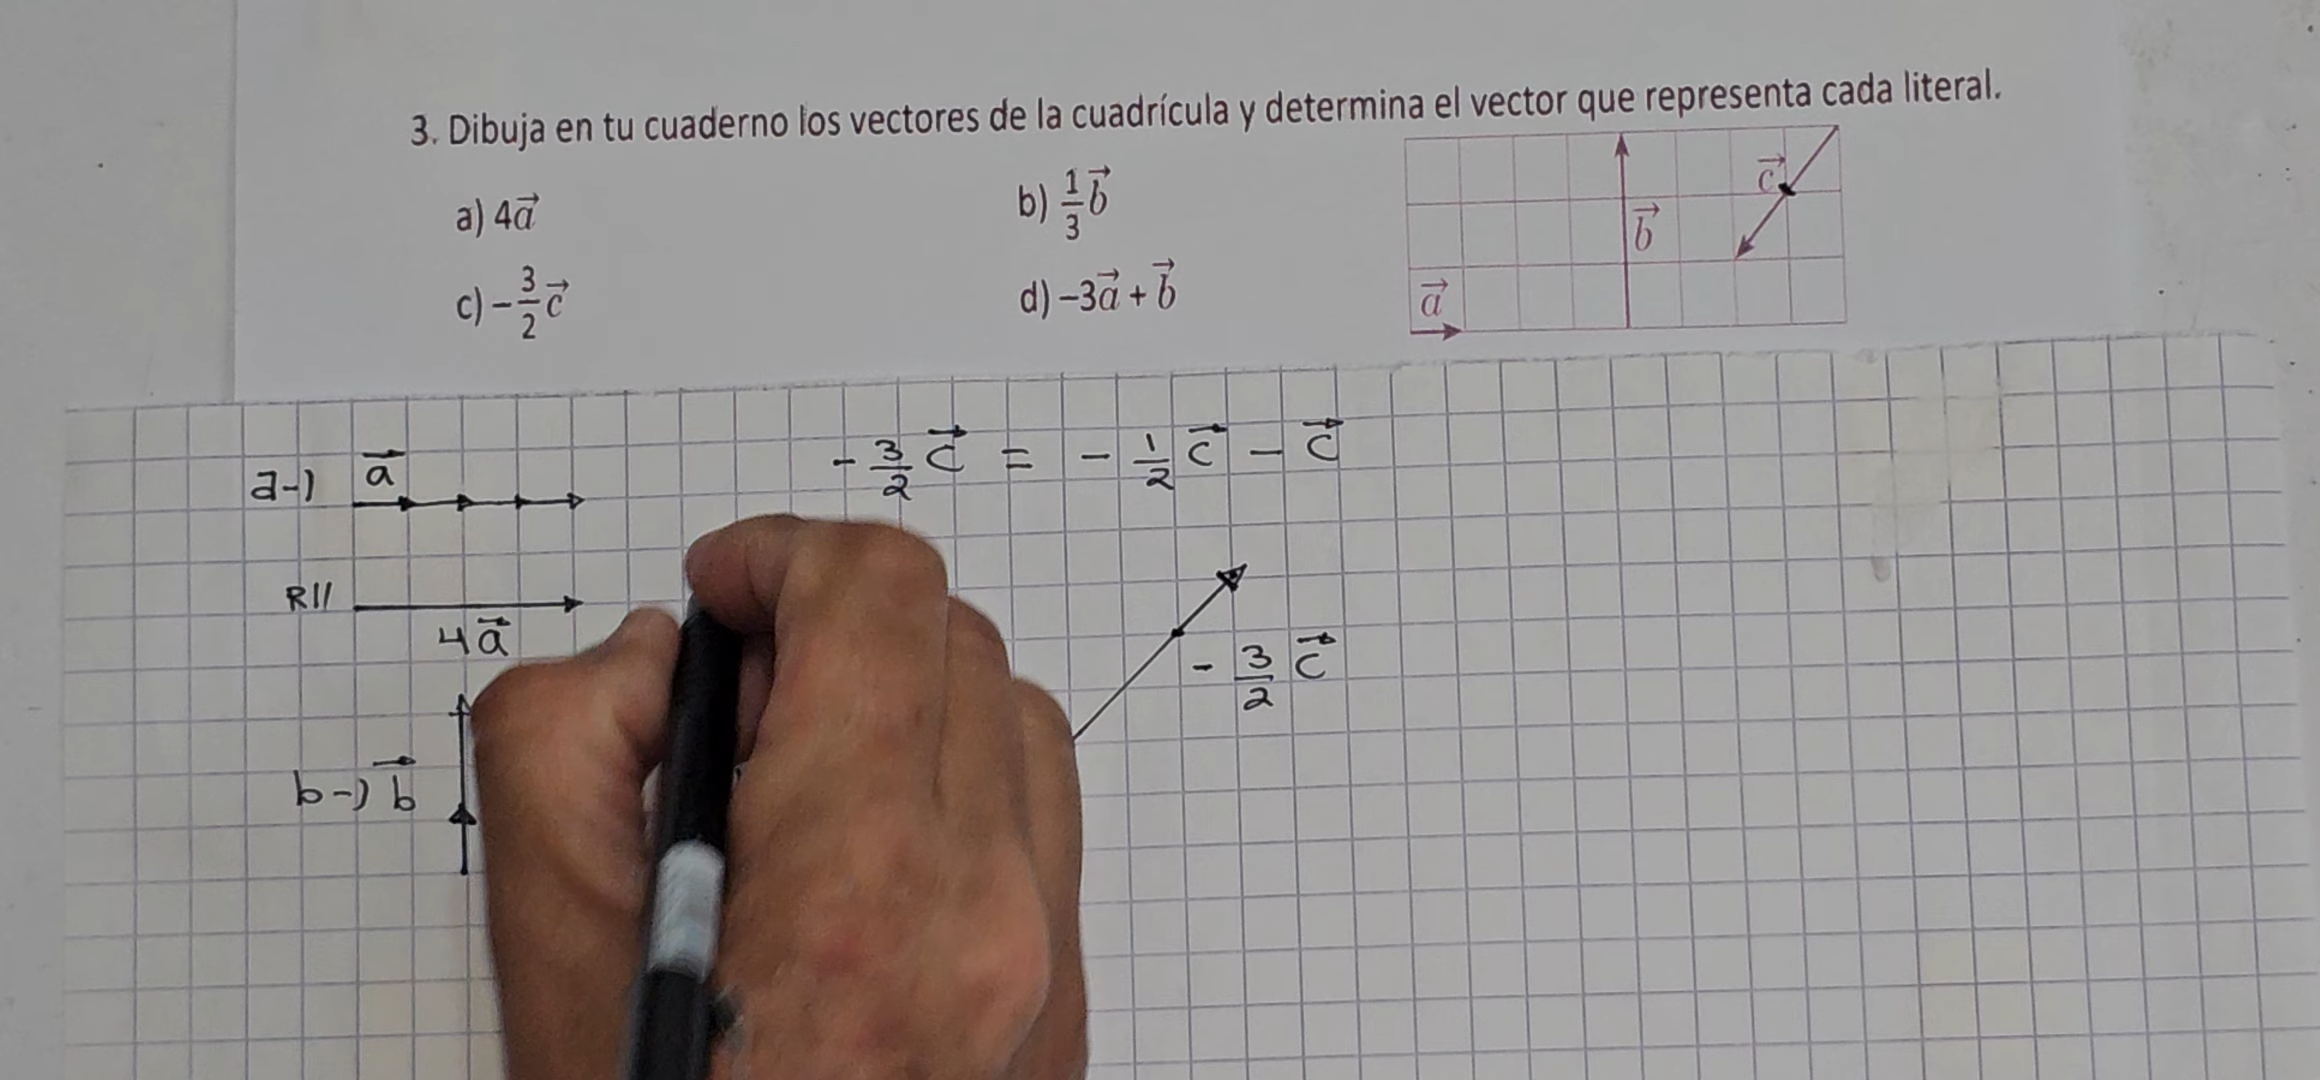 3. Dibuja en tu cuaderno los vectores de la cuadrícula y determina el vector que representa cada literal.
a) 4a⃗
b) 1/3 b⃗
c) −3/2 c⃗
d) −3a⃗ + b⃗
a⃗
b⃗
c⃗
a-) a⃗
R// 4a⃗
b-) b⃗
-3/2 c⃗ = -1/2 c⃗ - c⃗
-3/2 c⃗